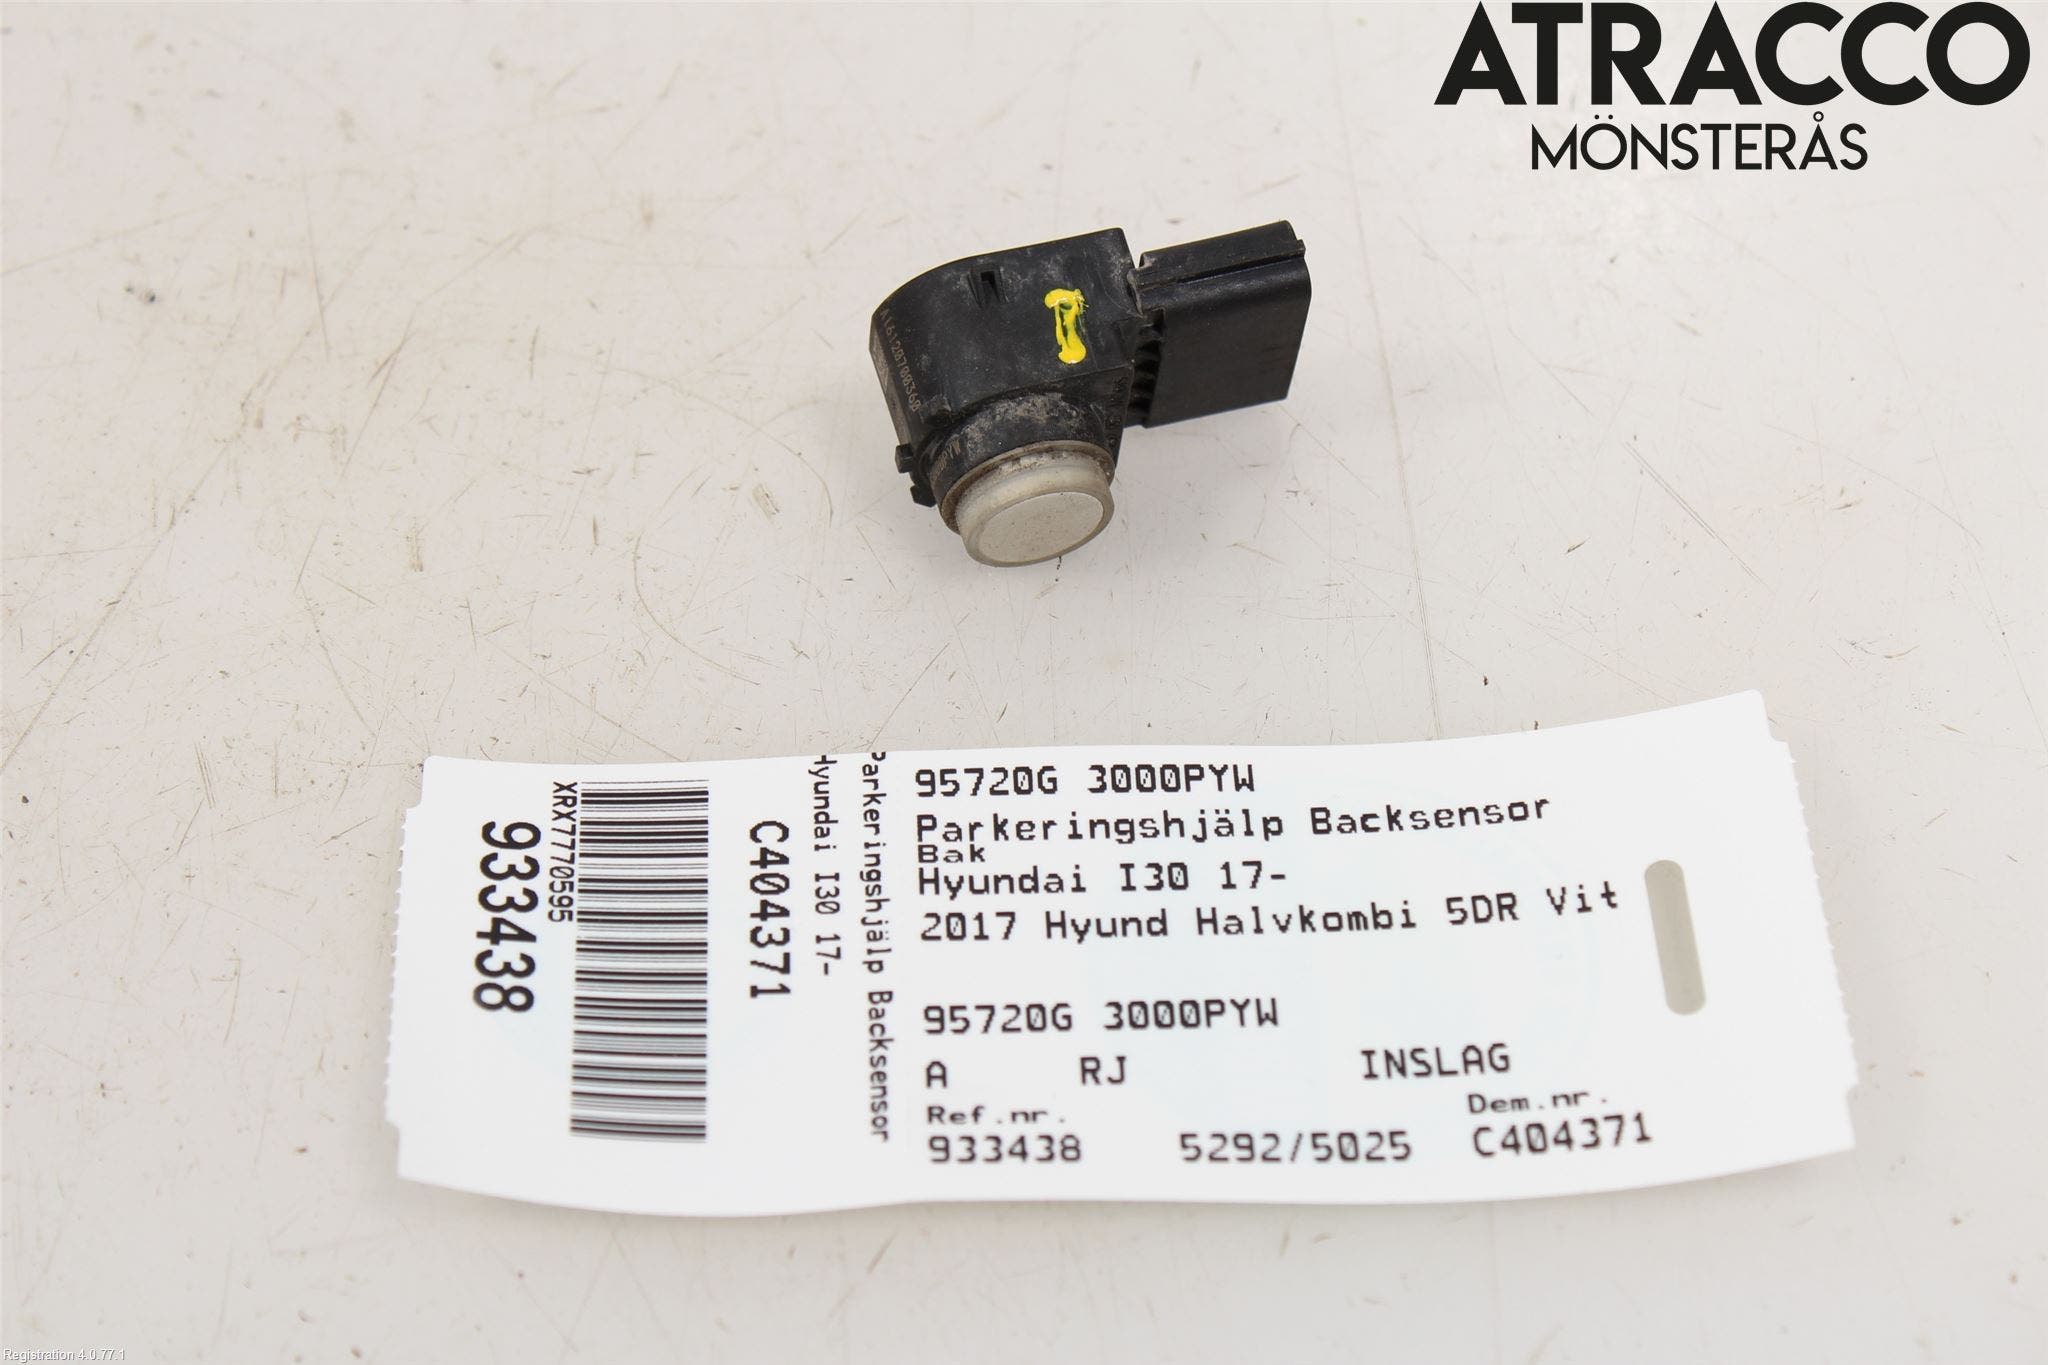 ATRACCO
MÖNSTERÅS
A16120700360
95720G 3000PYW
Parkeringshjälp Backsensor
Bak
Hyundai I30 17-
2017 Hyund Halvkombi 5DR Vit
95720G 3000PYW
A RJ INSLAG
Ref.nr. Dem.nr.
933438 5292/5025 C404371
Parkeringshjälp Backsensor
Hyundai I30 17-
C404371
XRX7770595
933438
Registration 4.0.77.1